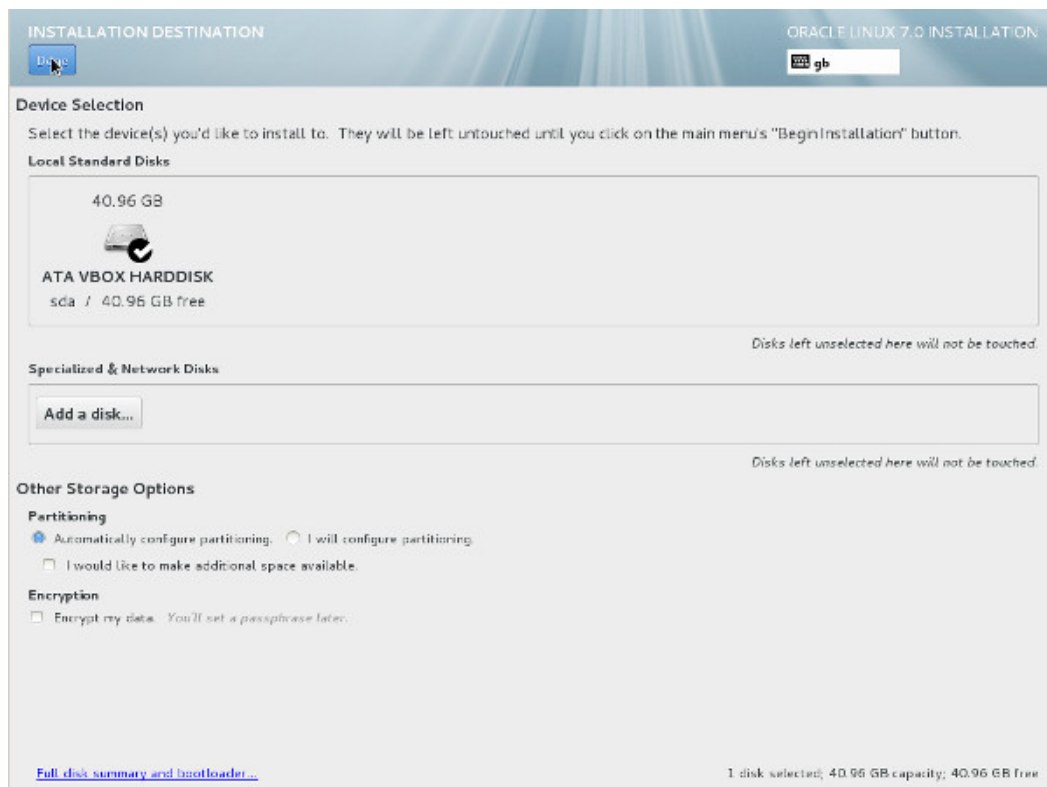 INSTALLATION DESTINATION
ORACLE LINUX 7.0 INSTALLATION
Done
gb
Device Selection
Select the device(s) you'd like to install to. They will be left untouched until you click on the main menu's "Begin Installation" button.
Local Standard Disks
40.96 GB
ATA VBOX HARDDISK
sda / 40.96 GB free
Disks left unselected here will not be touched.
Specialized & Network Disks
Add a disk...
Disks left unselected here will not be touched.
Other Storage Options
Partitioning
Automatically configure partitioning. I will configure partitioning.
I would like to make additional space available.
Encryption
Encrypt my data. You'll set a passphrase later.
Full disk summary and bootloader...
1 disk selected; 40.96 GB capacity; 40.96 GB free